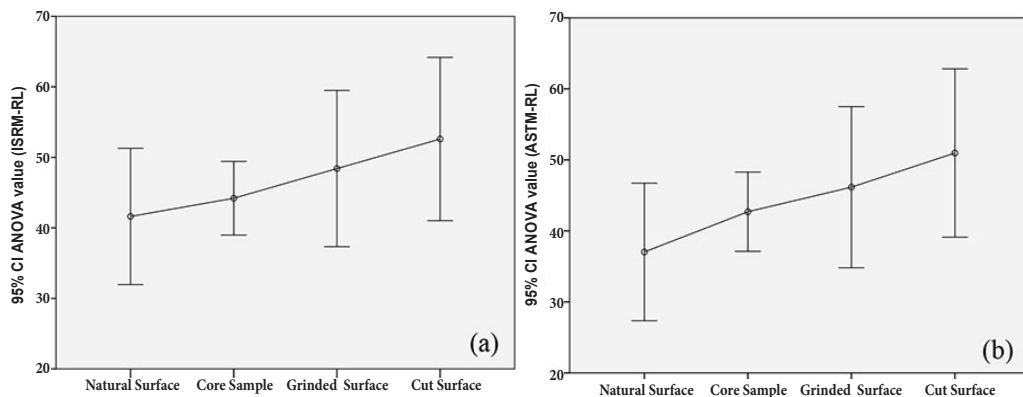 70
60
50
40
30
20
95% CI ANOVA value (ISRM-RL)
Natural Surface Core Sample Grinded Surface Cut Surface
(a)
70
60
50
40
30
20
95% CI ANOVA value (ASTM-RL)
Natural Surface Core Sample Grinded Surface Cut Surface
(b)